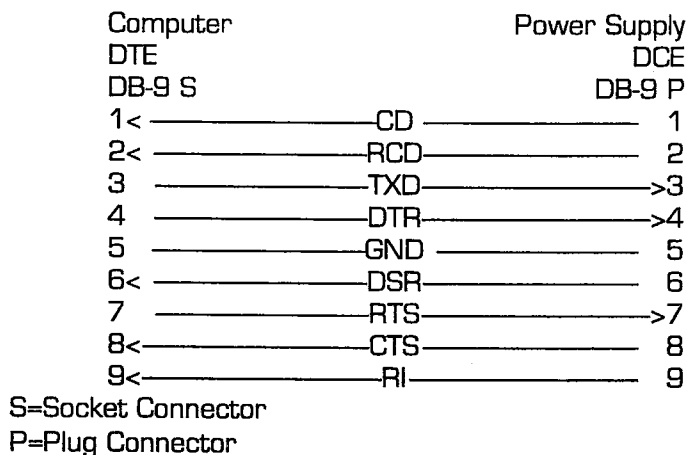 Computer Power Supply
DTE DCE
DB-9 S DB-9 P
1< CD 1
2< RCD 2
3 TXD >3
4 DTR >4
5 GND 5
6< DSR 6
7 RTS >7
8< CTS 8
9< RI 9
S=Socket Connector
P=Plug Connector